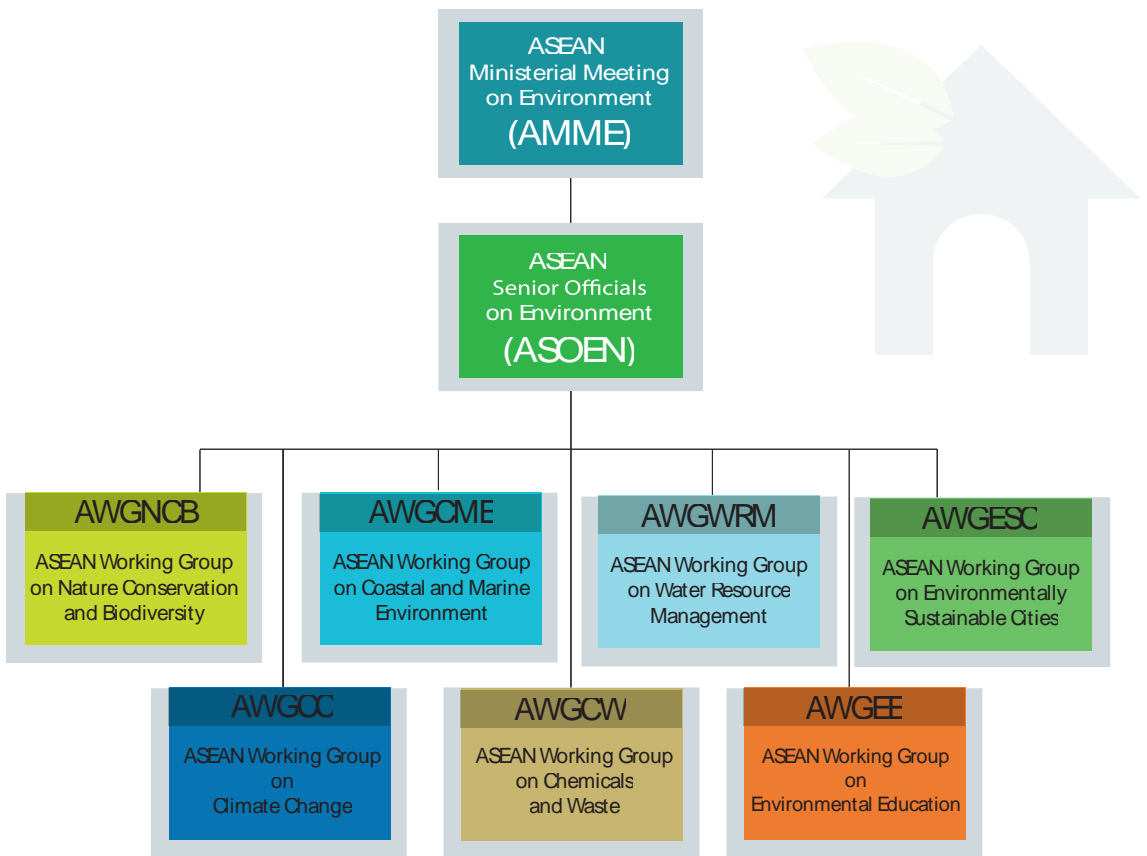 ASEAN
Ministerial Meeting
on Environment
(AMME)
ASEAN
Senior Officials
on Environment
(ASOEN)
AWGNCB
ASEAN Working Group
on Nature Conservation
and Biodiversity
AWGCME
ASEAN Working Group
on Coastal and Marine
Environment
AWGWRM
ASEAN Working Group
on Water Resource
Management
AWGESC
ASEAN Working Group
on Environmentally
Sustainable Cities
AWGCC
ASEAN Working Group
on
Climate Change
AWGCW
ASEAN Working Group
on Chemicals
and Waste
AWGEE
ASEAN Working Group
on
Environmental Education